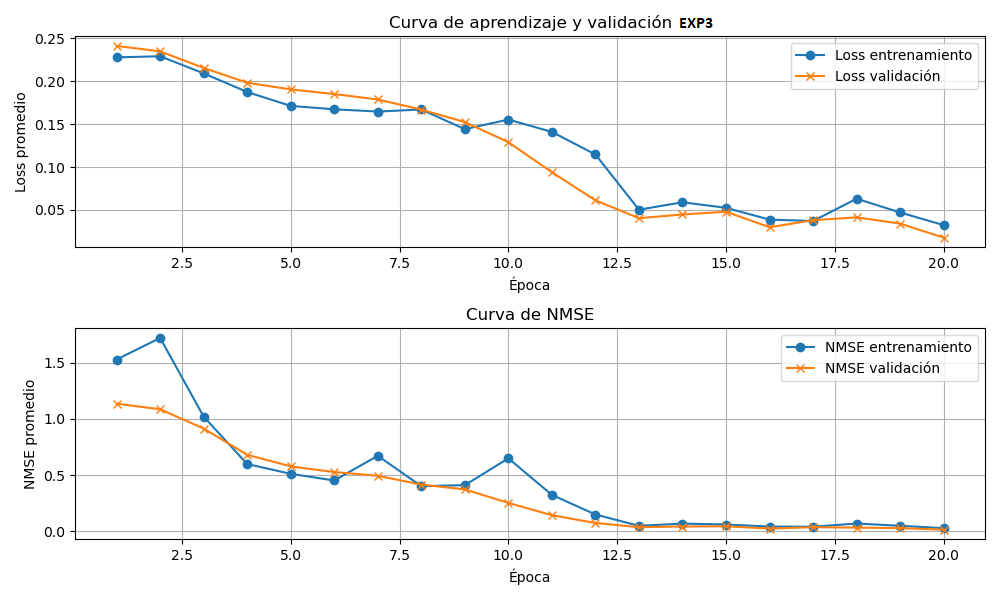 Curva de aprendizaje y validación EXP3
Loss promedio
0.25
0.20
0.15
0.10
0.05
Loss entrenamiento
Loss validación
2.5 5.0 7.5 10.0 12.5 15.0 17.5 20.0
Época
Curva de NMSE
NMSE promedio
1.5
1.0
0.5
0.0
NMSE entrenamiento
NMSE validación
2.5 5.0 7.5 10.0 12.5 15.0 17.5 20.0
Época